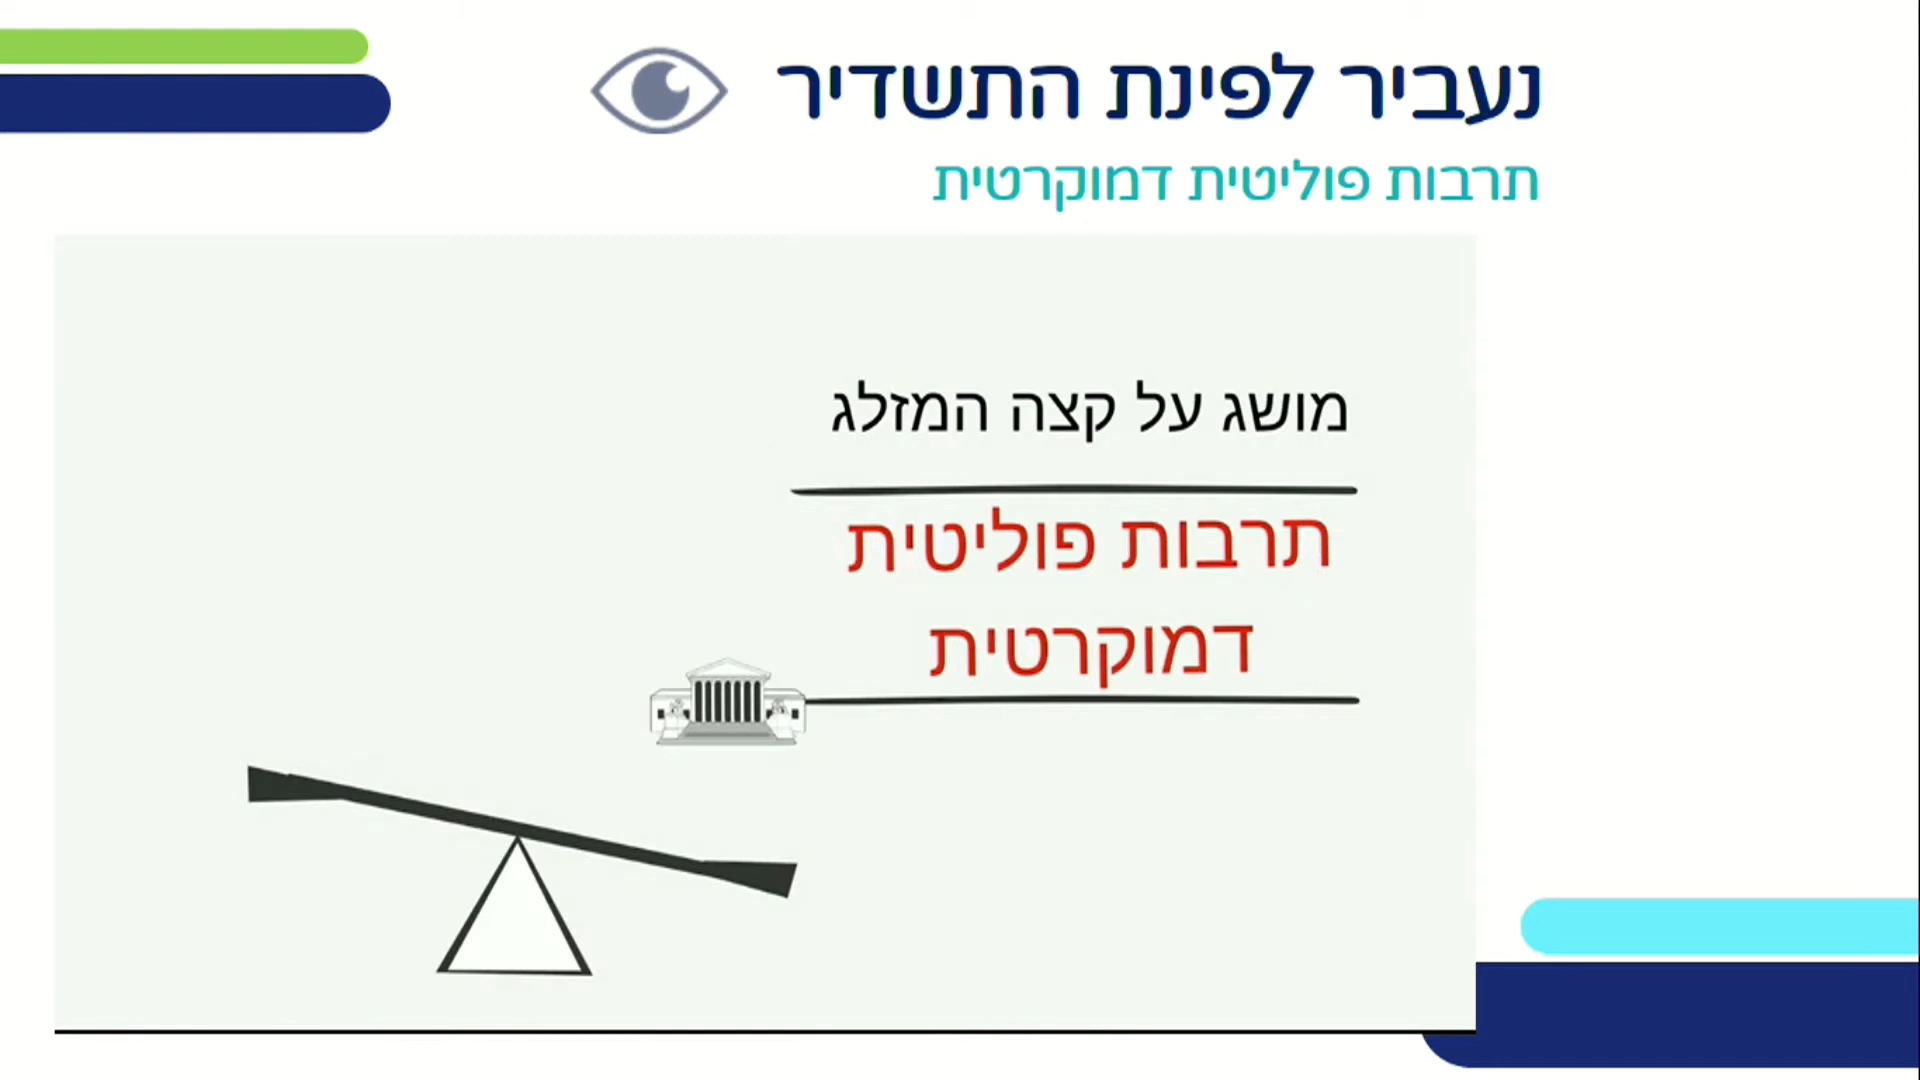 נעביר לפינת התשדיר
תרבות פוליטית דמוקרטית
מושג על קצה המזלג
תרבות פוליטית
דמוקרטית